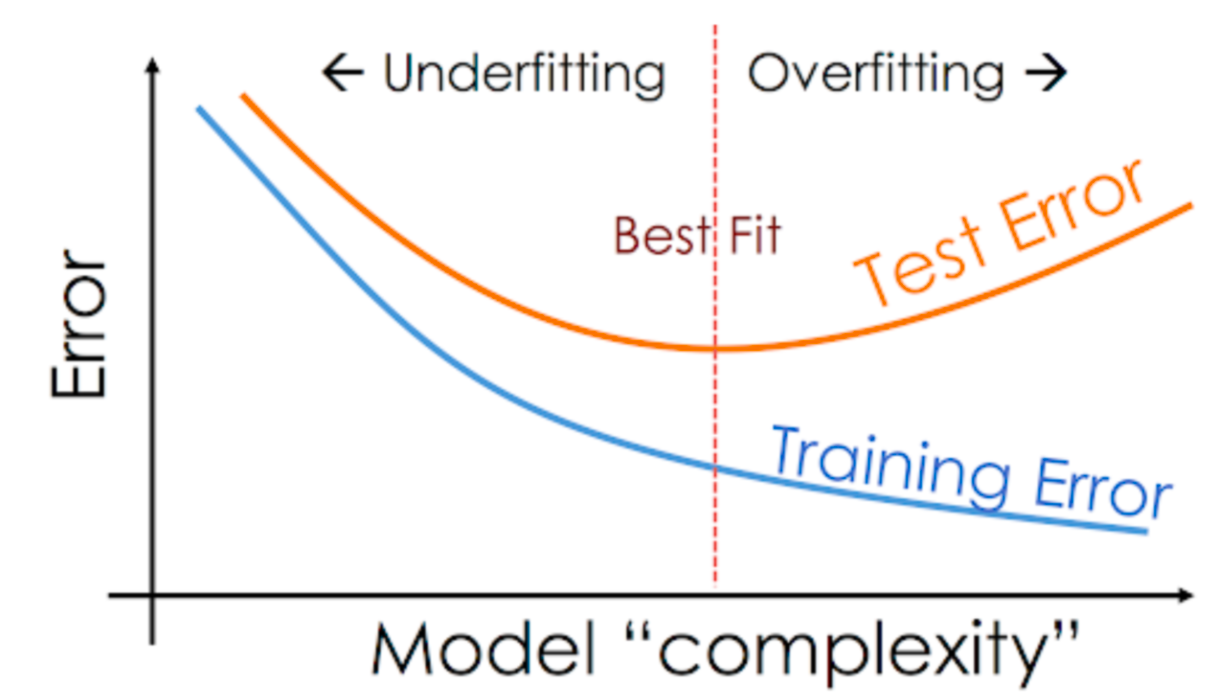 ← Underfitting
Overfitting →
Best Fit
Test Error
Error
Training Error
Model “complexity”